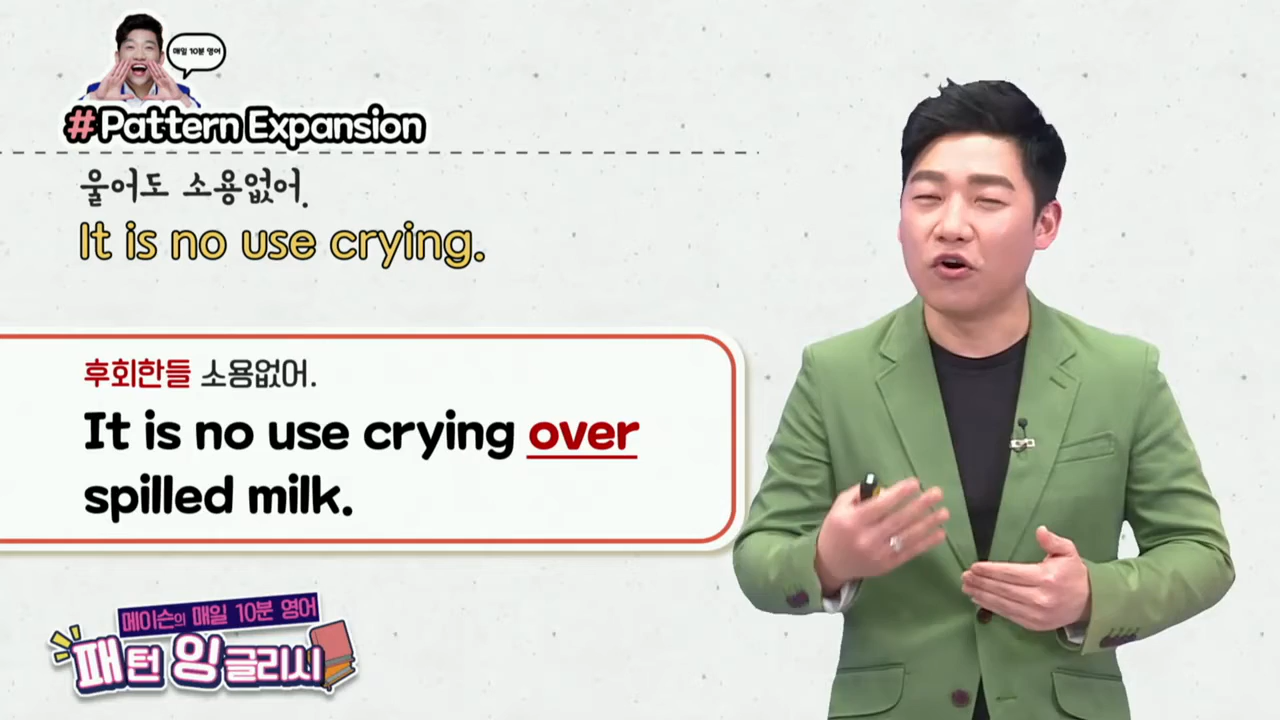 매일 10분 영어
#Pattern Expansion
울어도 소용없어.
It is no use crying.
후회한들 소용없어.
It is no use crying over
spilled milk.
메이슨의 매일 10분 영어
패턴 잉글리시